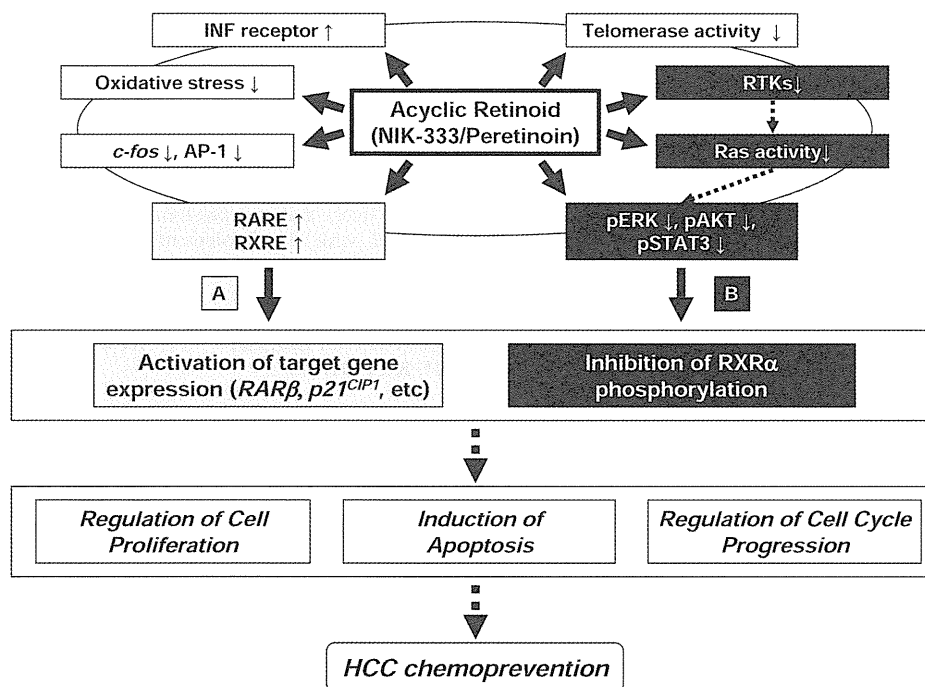 INF receptor ↑
Telomerase activity ↓
Oxidative stress ↓
Acyclic Retinoid
(NIK-333/Peretinoin)
RTKs↓
c-fos ↓, AP-1 ↓
Ras activity↓
RARE ↑
RXRE ↑
pERK ↓, pAKT ↓,
pSTAT3 ↓
A
B
Activation of target gene
expression (RARβ, p21CIP1, etc)
Inhibition of RXRα
phosphorylation
Regulation of Cell
Proliferation
Induction of
Apoptosis
Regulation of Cell Cycle
Progression
HCC chemoprevention